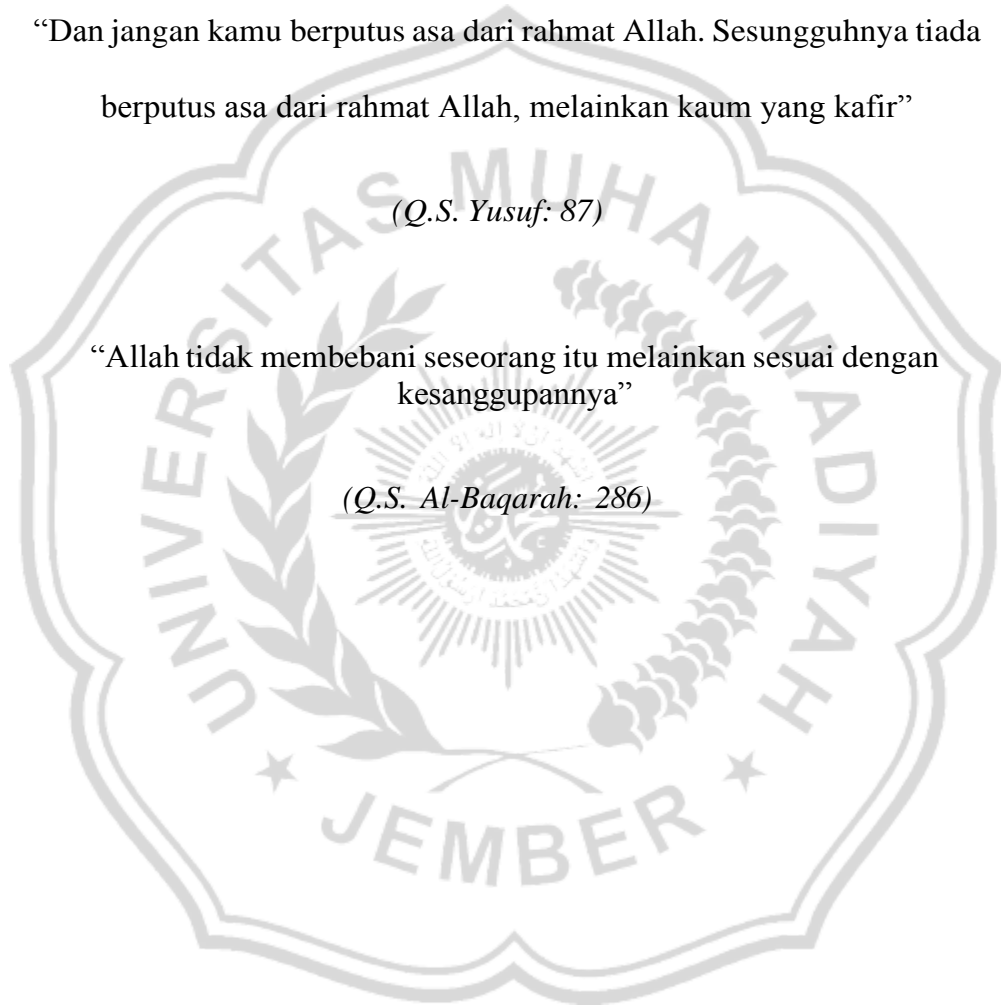 “Dan jangan kamu berputus asa dari rahmat Allah. Sesungguhnya tiada
berputus asa dari rahmat Allah, melainkan kaum yang kafir”
(Q.S. Yusuf: 87)
“Allah tidak membebani seseorang itu melainkan sesuai dengan
kesanggupannya”
(Q.S. Al-Baqarah: 286)
UNIVERSITAS MUHAMMADIYAH
JEMBER